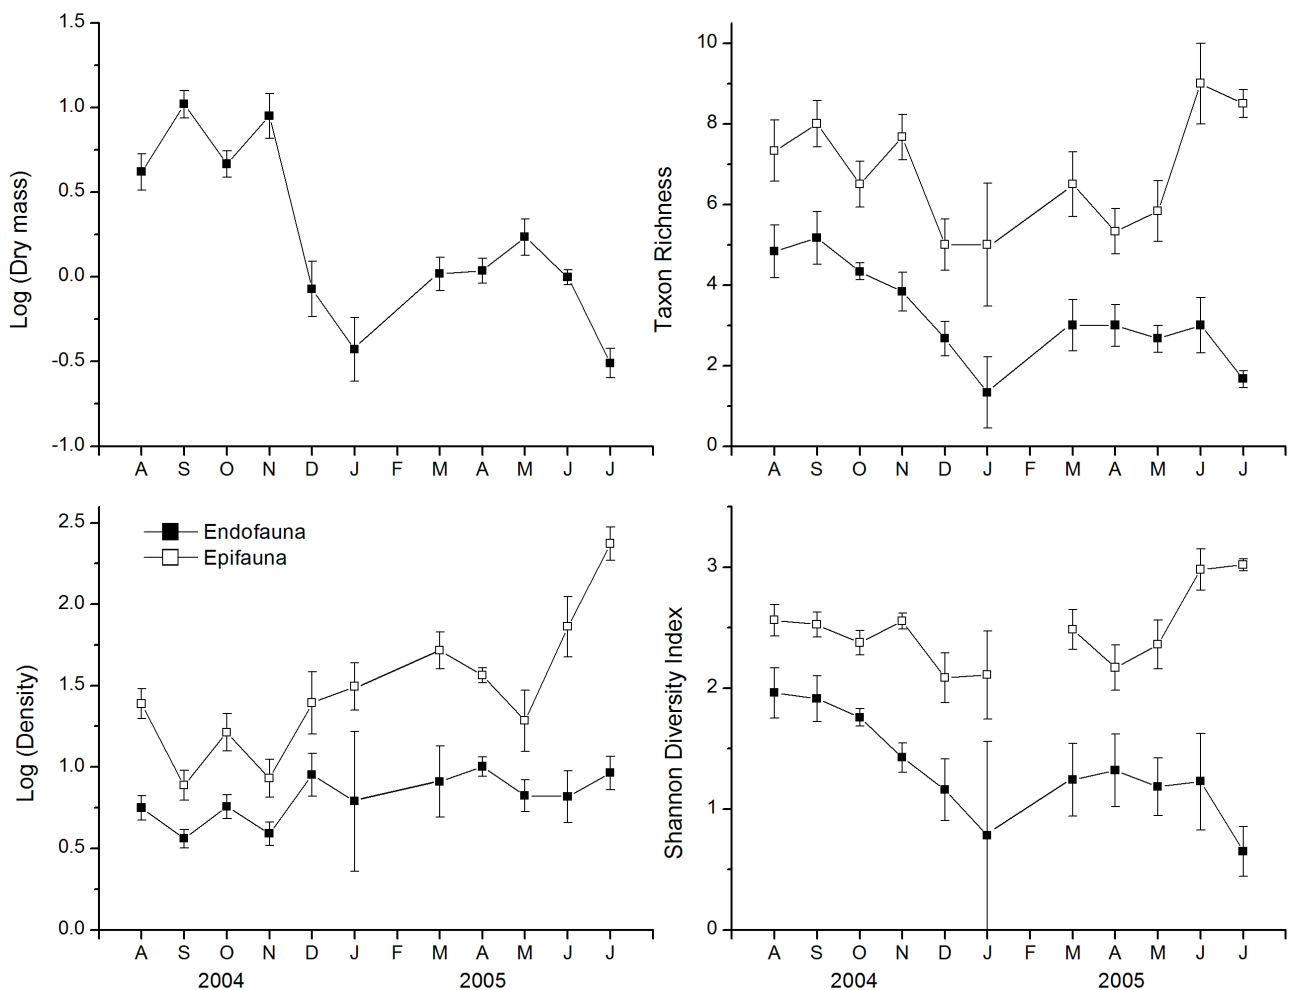 1.5
1.0
0.5
0.0
-0.5
-1.0
Log (Dry mass)
A S O N D J F M A M J J
10
8
6
4
2
0
Taxon Richness
A S O N D J F M A M J J
2.5
2.0
1.5
1.0
0.5
0.0
Log (Density)
Endofauna
Epifauna
A S O N D J F M A M J J
2004 2005
3
2
1
0
Shannon Diversity Index
A S O N D J F M A M J J
2004 2005